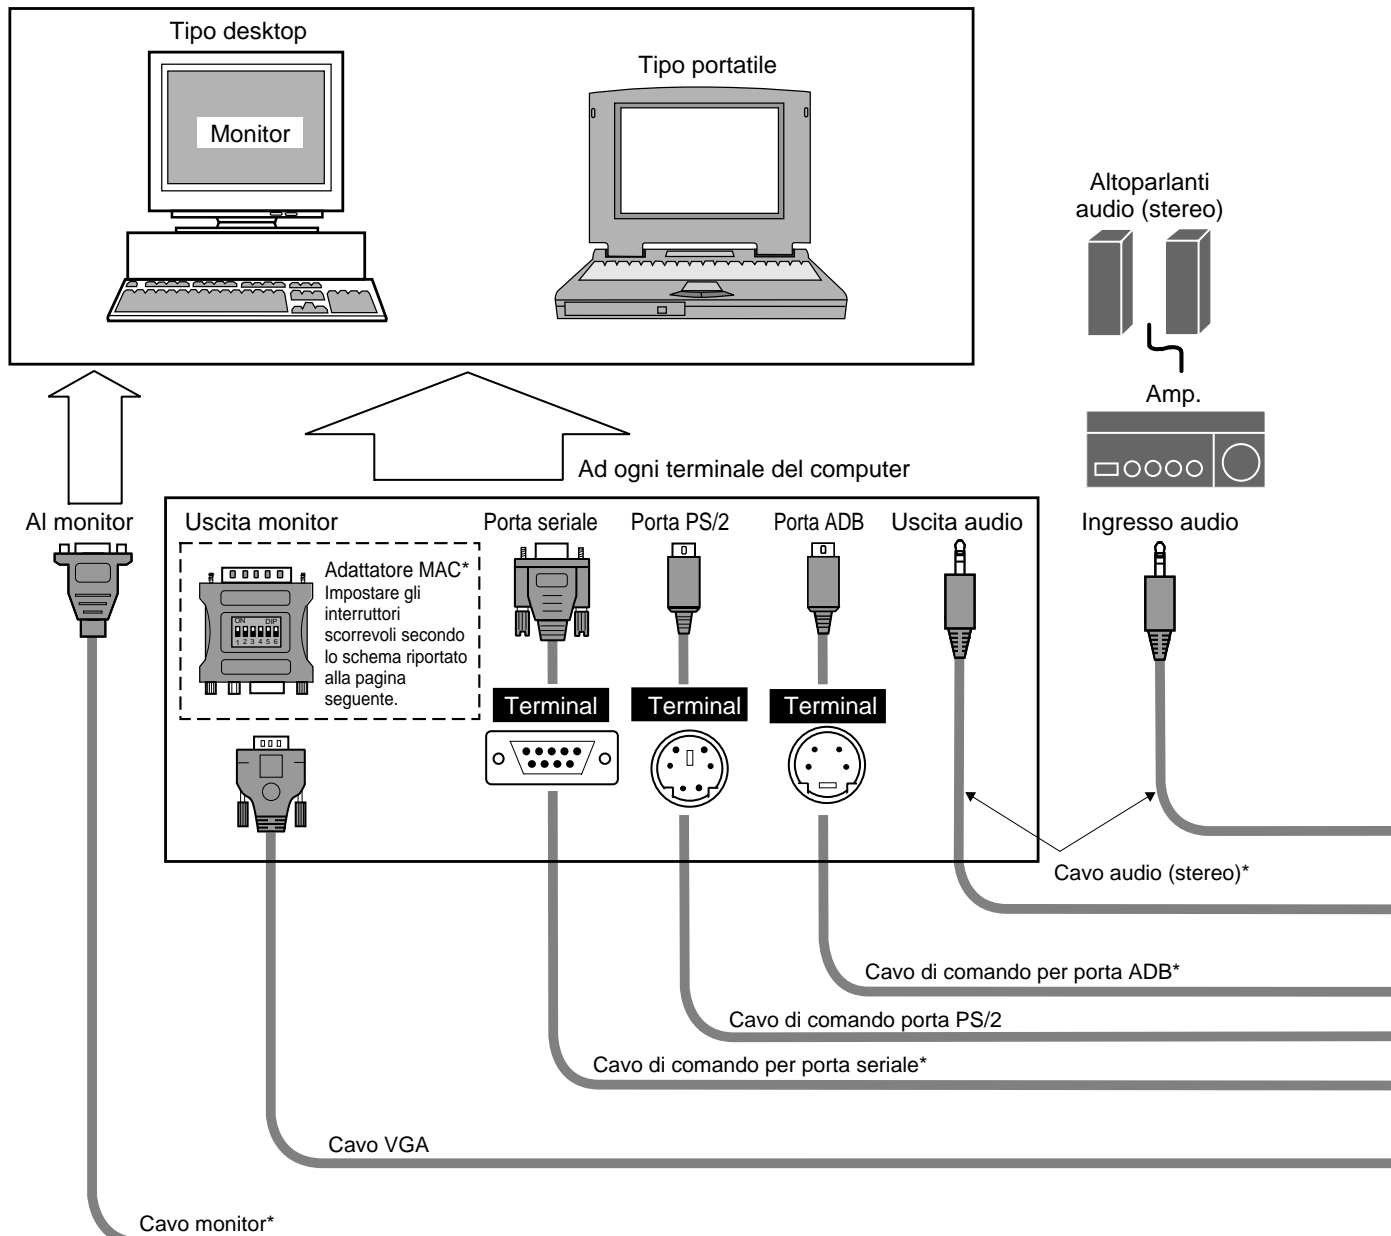 Tipo desktop
Tipo portatile
Monitor
Altoparlanti
audio (stereo)
Amp.
Ad ogni terminale del computer
Al monitor
Uscita monitor
Porta seriale
Porta PS/2
Porta ADB
Uscita audio
Ingresso audio
Adattatore MAC*
Impostare gli
interruttori
scorrevoli secondo
lo schema riportato
alla pagina
seguente.
ON DIP
1 2 3 4 5 6
Terminal
Terminal
Terminal
Cavo audio (stereo)*
Cavo di comando per porta ADB*
Cavo di comando porta PS/2
Cavo di comando per porta seriale*
Cavo VGA
Cavo monitor*